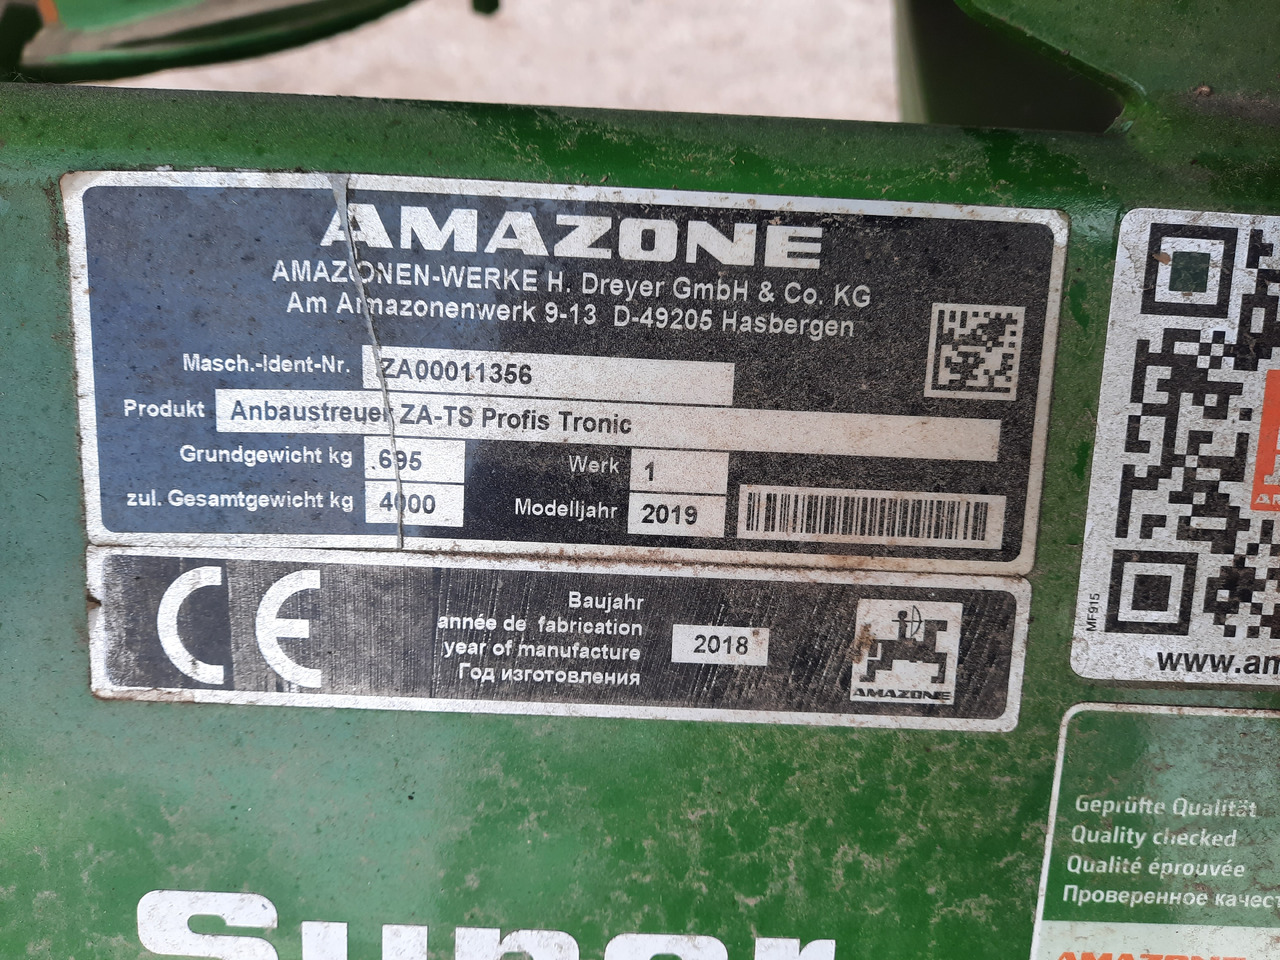 AMAZONE
AMAZONEN-WERKE H. Dreyer GmbH & Co. KG
Am Amazonenwerk 9-13 D-49205 Hasbergen
Masch.-Ident-Nr. ZA00011356
Produkt Anbaustreuer ZA-TS Profis Tronic
Grundgewicht kg 695 Werk 1
zul. Gesamtgewicht kg 4000 Modelljahr 2019
CE
Baujahr
année de fabrication
year of manufacture 2018
Год изготовления
AMAZONE
MF915
www.am
Geprüfte Qualität
Quality checked
Qualité éprouvée
Проверенное качест
AMAZONE
Super